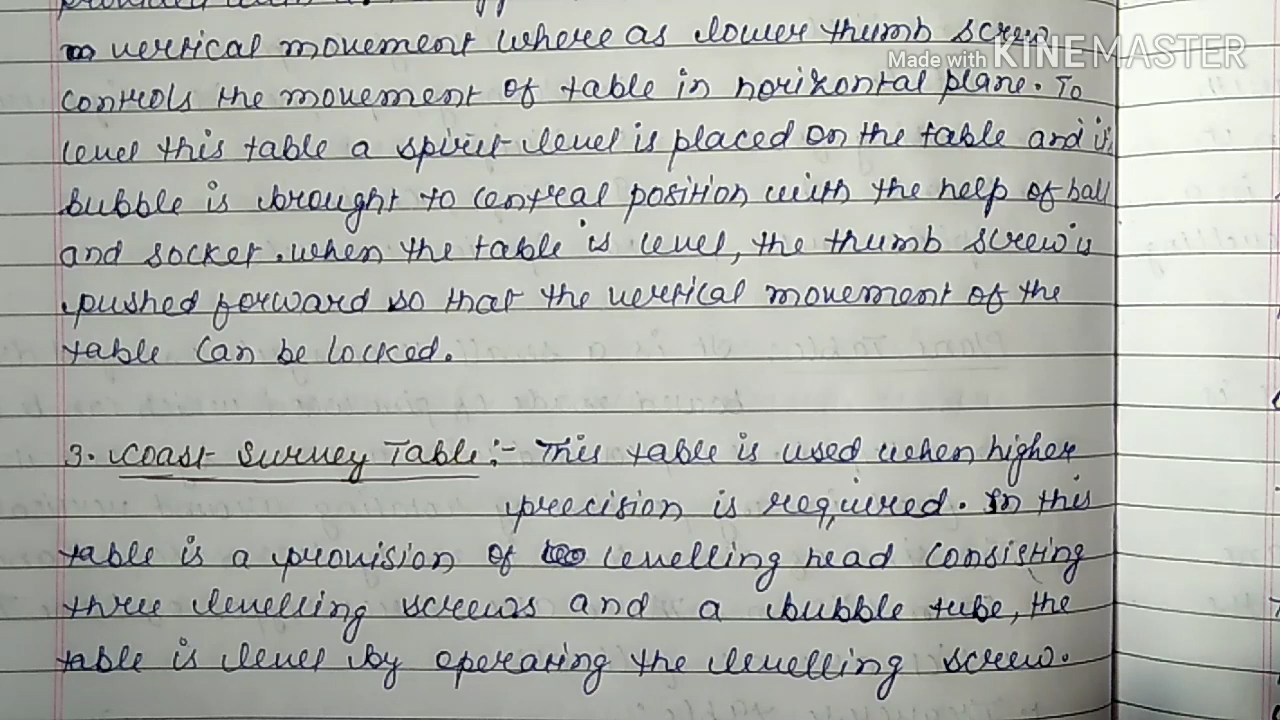 vertical movement where as lower thumb screw
Made with KINEMASTER
controls the movement of table in horizontal plane. To
level this table a spirit level is placed on the table and is
bubble is brought to central position with the help of ball
and socket. when the table is level, the thumb screw is
pushed forward so that the vertical movement of the
table can be locked.
3. Coast Survey Table:- This table is used when higher
precision is required. In this
table is a provision of levelling head consisting
three levelling screws and a bubble tube, the
table is level by operating the levelling screw.